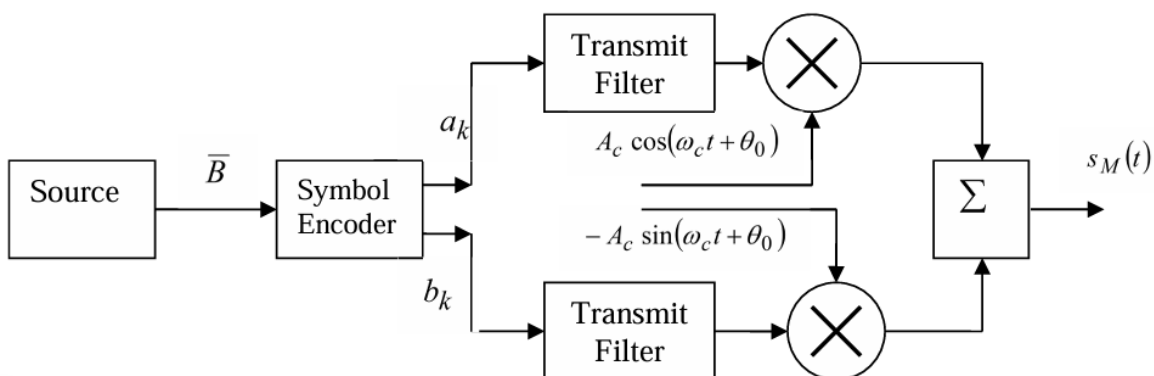 Transmit
Filter
a_k
A_c cos(ω_c t + θ_0)
B̅
s_M(t)
Source
Symbol
Encoder
Σ
− A_c sin(ω_c t + θ_0)
b_k
Transmit
Filter